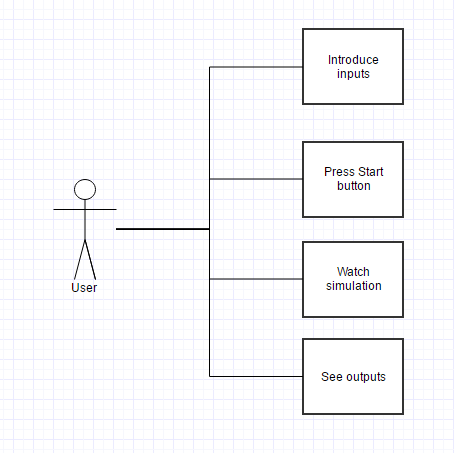 Introduce
inputs
Press Start
button
Watch
simulation
User
See outputs